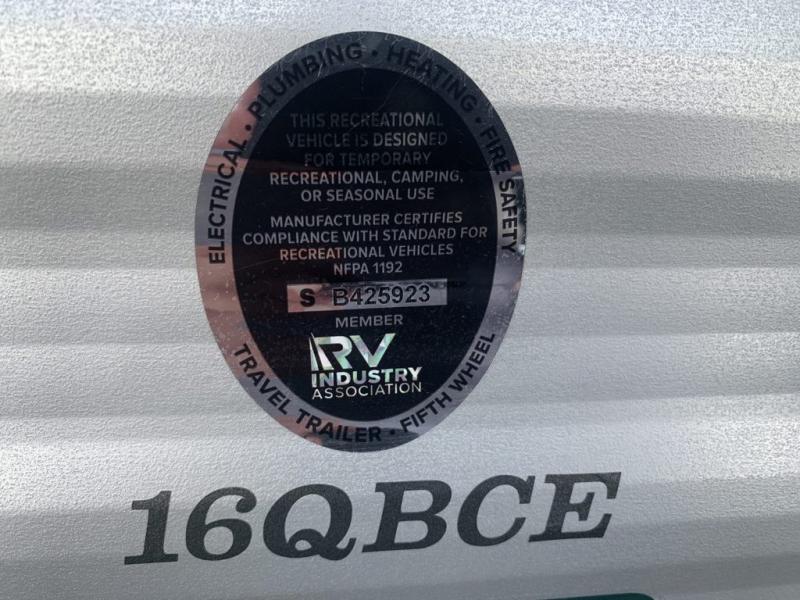 ELECTRICAL • PLUMBING • HEATING • FIRE SAFETY
THIS RECREATIONAL
VEHICLE IS DESIGNED
FOR TEMPORARY
RECREATIONAL, CAMPING,
OR SEASONAL USE
MANUFACTURER CERTIFIES
COMPLIANCE WITH STANDARD FOR
RECREATIONAL VEHICLES
NFPA 1192
S B425923
MEMBER
RV
INDUSTRY
ASSOCIATION
TRAVEL TRAILER • FIFTH WHEEL
16QBCE